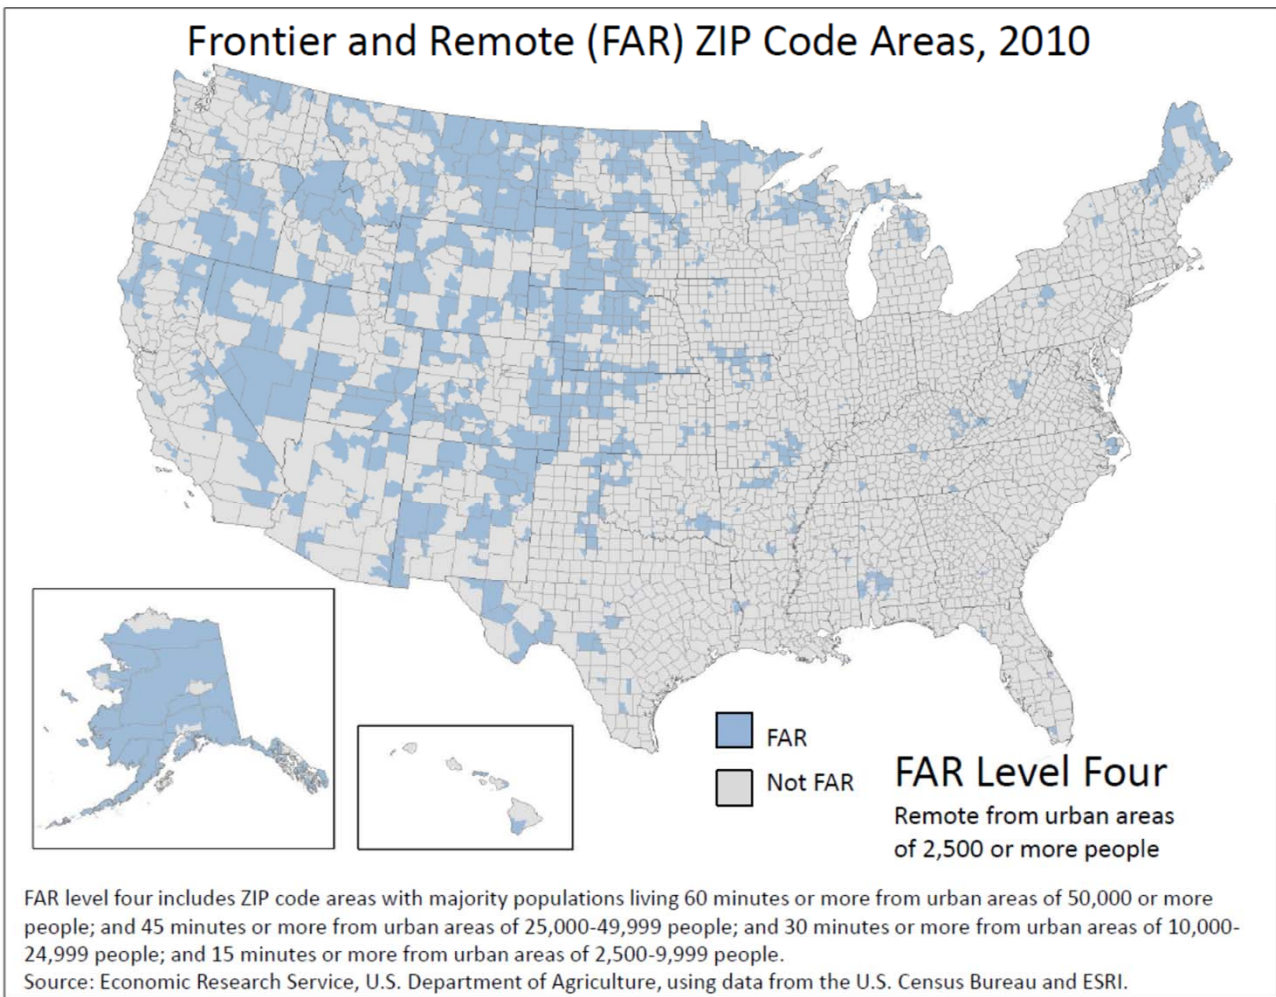 Frontier and Remote (FAR) ZIP Code Areas, 2010
FAR
Not FAR
FAR Level Four
Remote from urban areas
of 2,500 or more people
FAR level four includes ZIP code areas with majority populations living 60 minutes or more from urban areas of 50,000 or more
people; and 45 minutes or more from urban areas of 25,000-49,999 people; and 30 minutes or more from urban areas of 10,000-
24,999 people; and 15 minutes or more from urban areas of 2,500-9,999 people.
Source: Economic Research Service, U.S. Department of Agriculture, using data from the U.S. Census Bureau and ESRI.